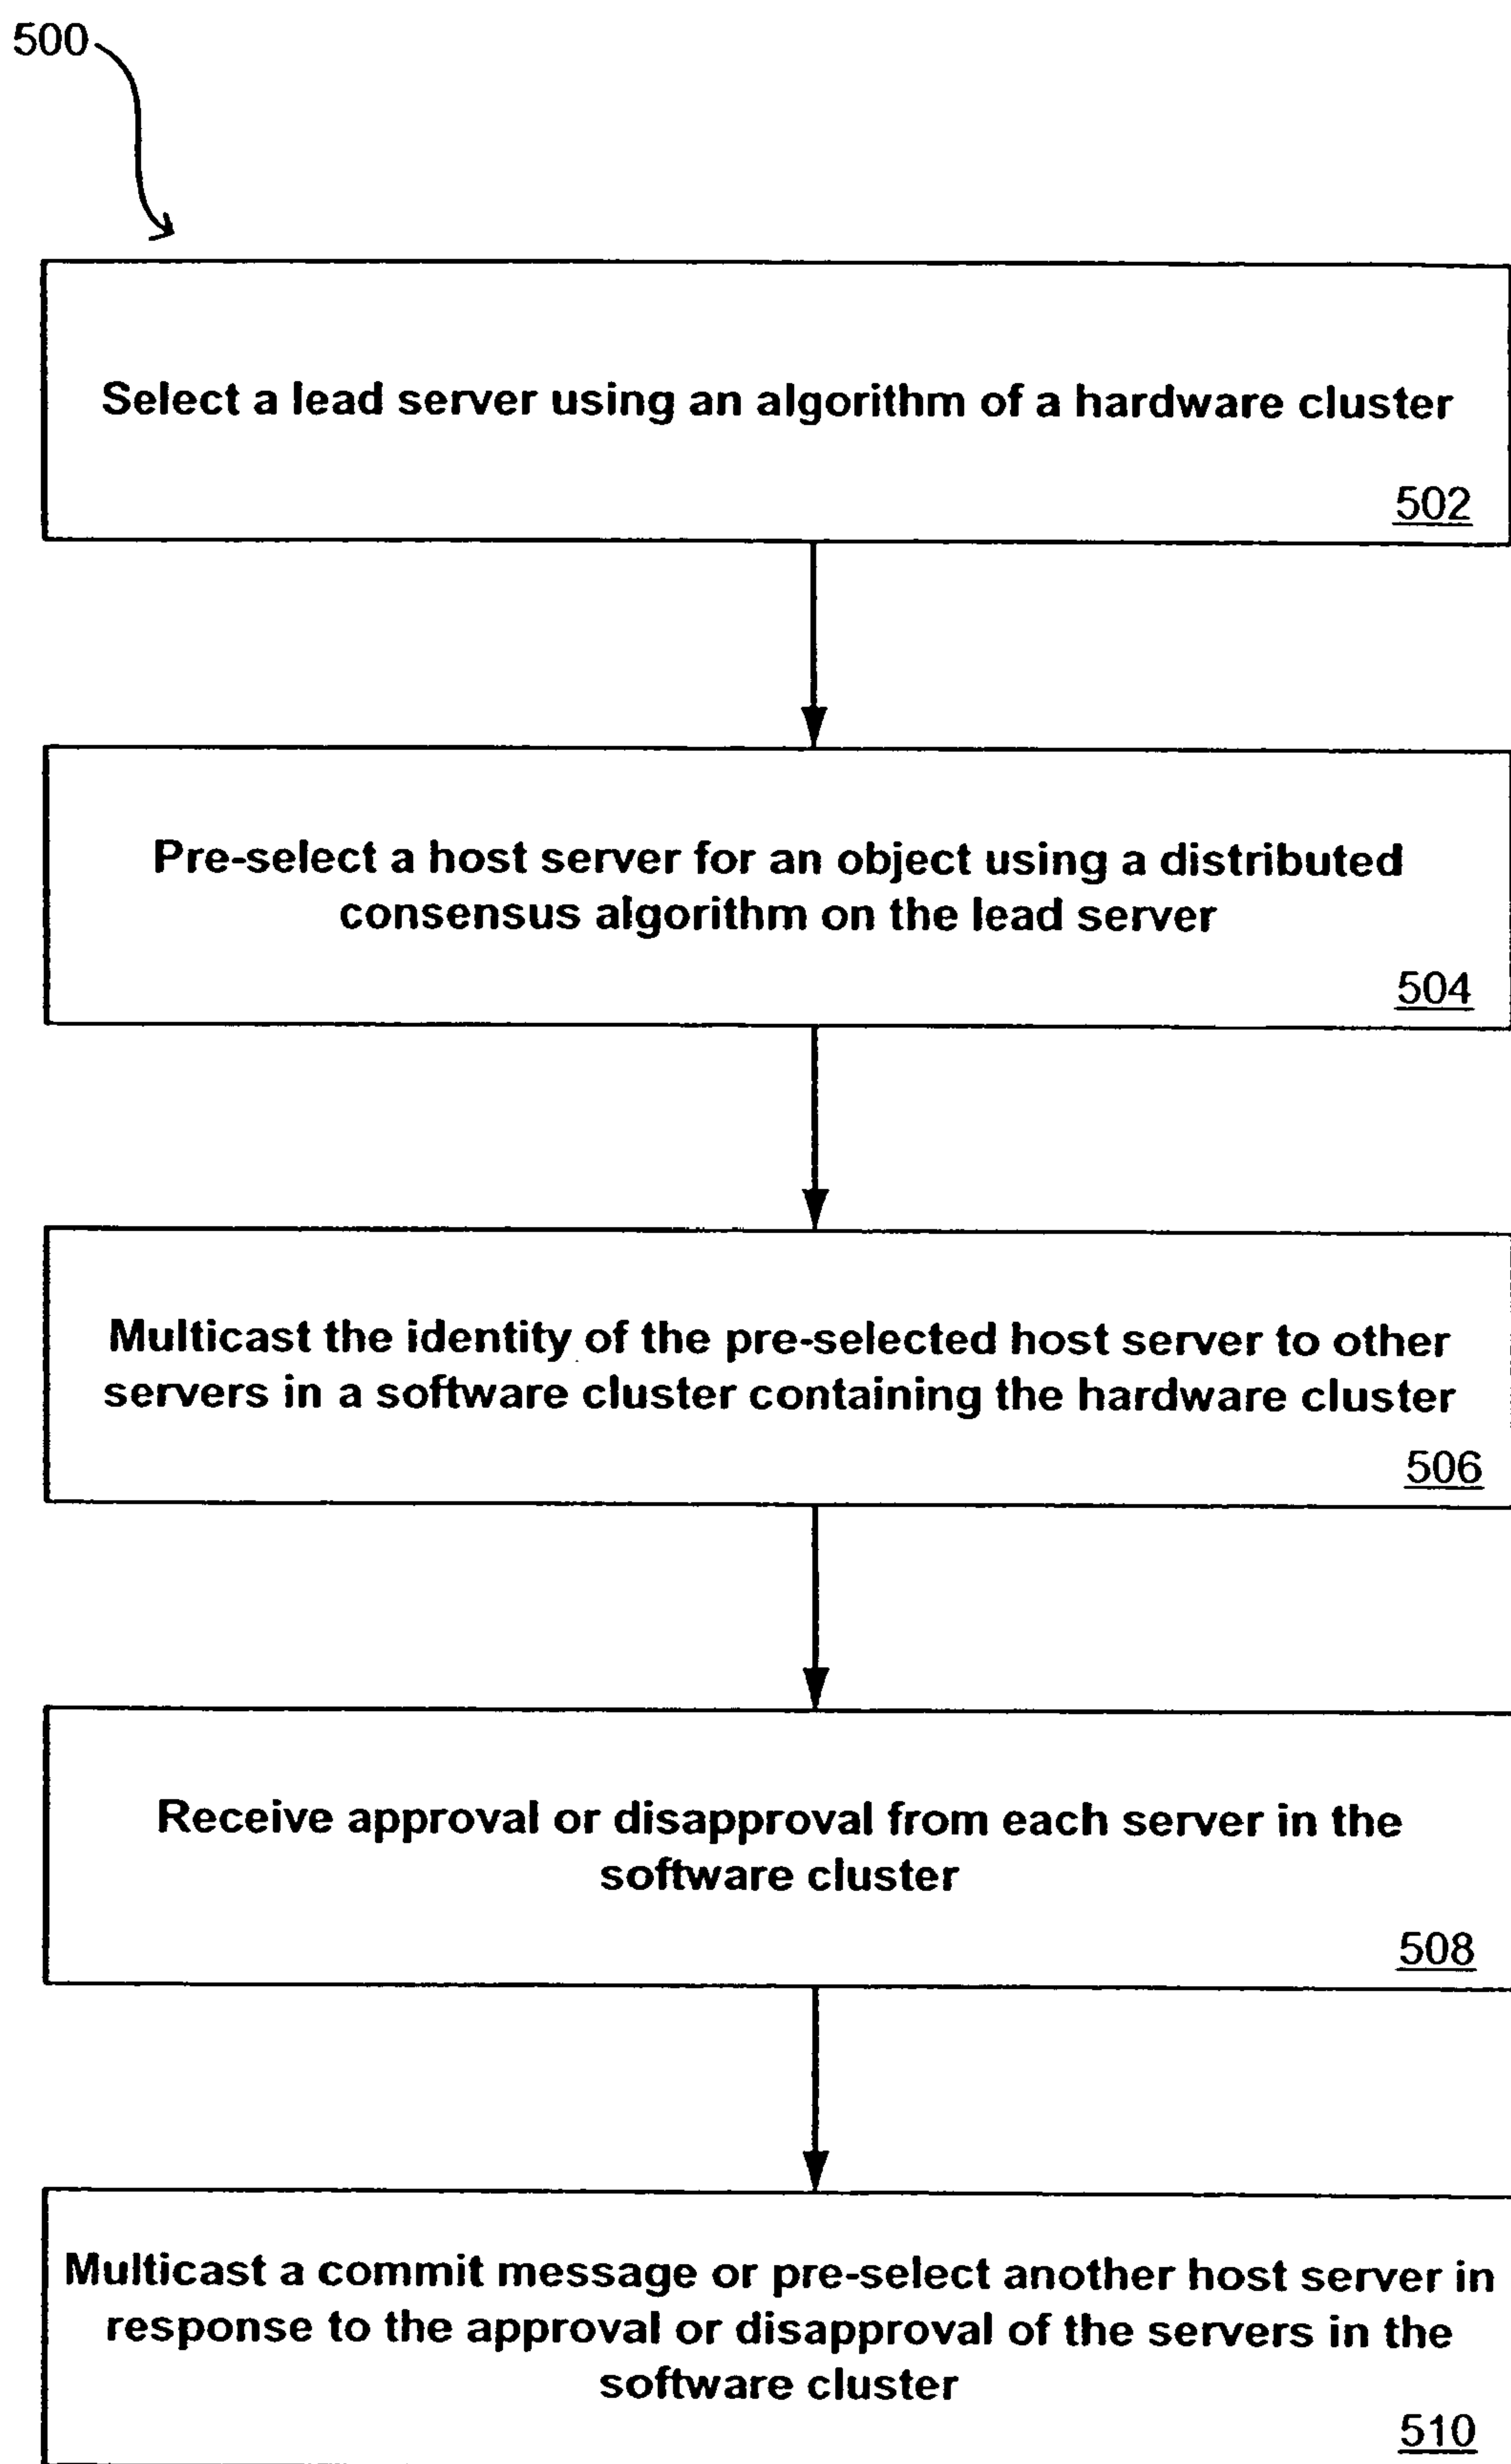 500
Select a lead server using an algorithm of a hardware cluster
502
Pre-select a host server for an object using a distributed
consensus algorithm on the lead server
504
Multicast the identity of the pre-selected host server to other
servers in a software cluster containing the hardware cluster
506
Receive approval or disapproval from each server in the
software cluster
508
Multicast a commit message or pre-select another host server in
response to the approval or disapproval of the servers in the
software cluster
510